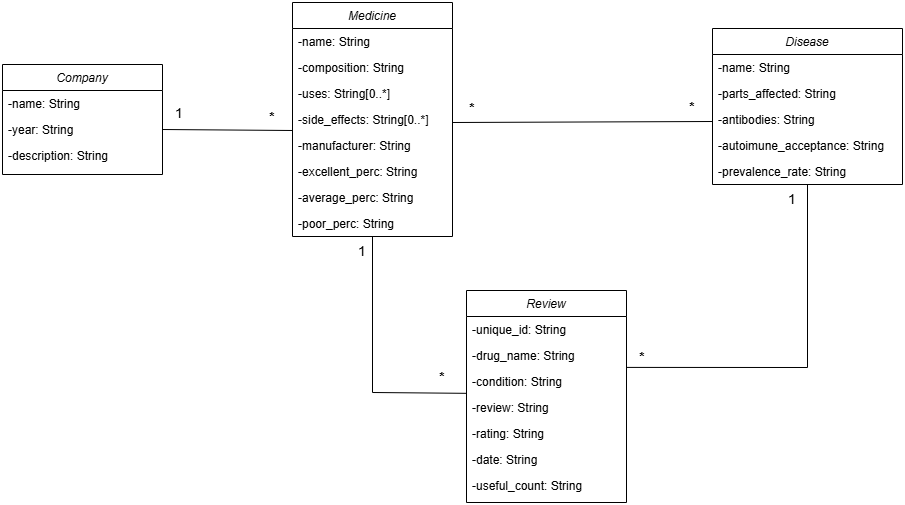 Company
-name: String
-year: String
-description: String
1
*
Medicine
-name: String
-composition: String
-uses: String[0..*]
-side_effects: String[0..*]
-manufacturer: String
-excellent_perc: String
-average_perc: String
-poor_perc: String
*
*
Disease
-name: String
-parts_affected: String
-antibodies: String
-autoimune_acceptance: String
-prevalence_rate: String
1
1
*
Review
-unique_id: String
-drug_name: String
-condition: String
-review: String
-rating: String
-date: String
-useful_count: String
*